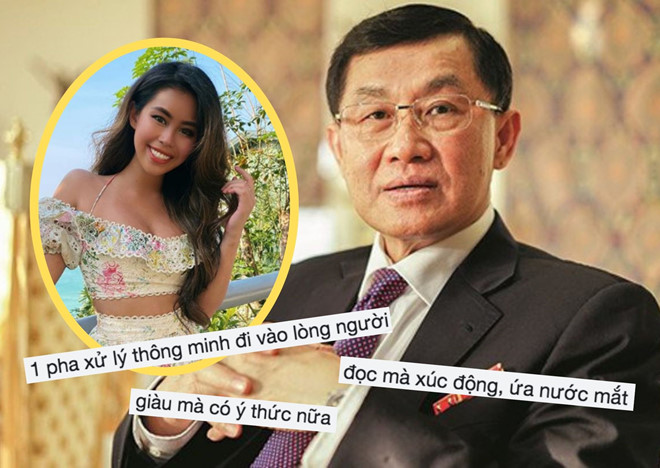 1 pha xử lý thông minh đi vào lòng người
đọc mà xúc động, ứa nước mắt
giàu mà có ý thức nữa